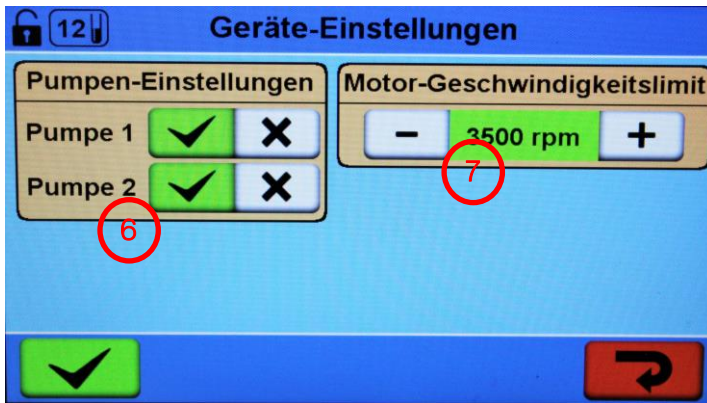 12
Geräte-Einstellungen
Pumpen-Einstellungen
Pumpe 1
Pumpe 2
6
Motor-Geschwindigkeitslimit
- 3500 rpm +
7